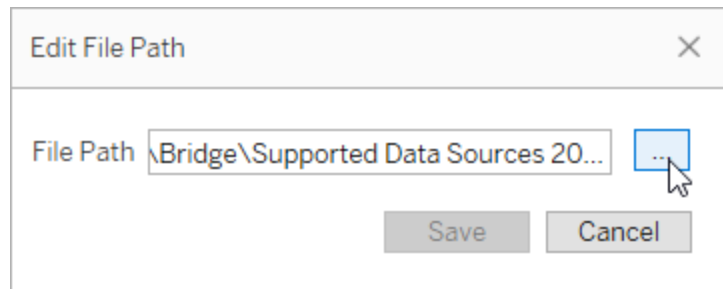 Edit File Path
File Path \Bridge\Supported Data Sources 20... ...
Save Cancel